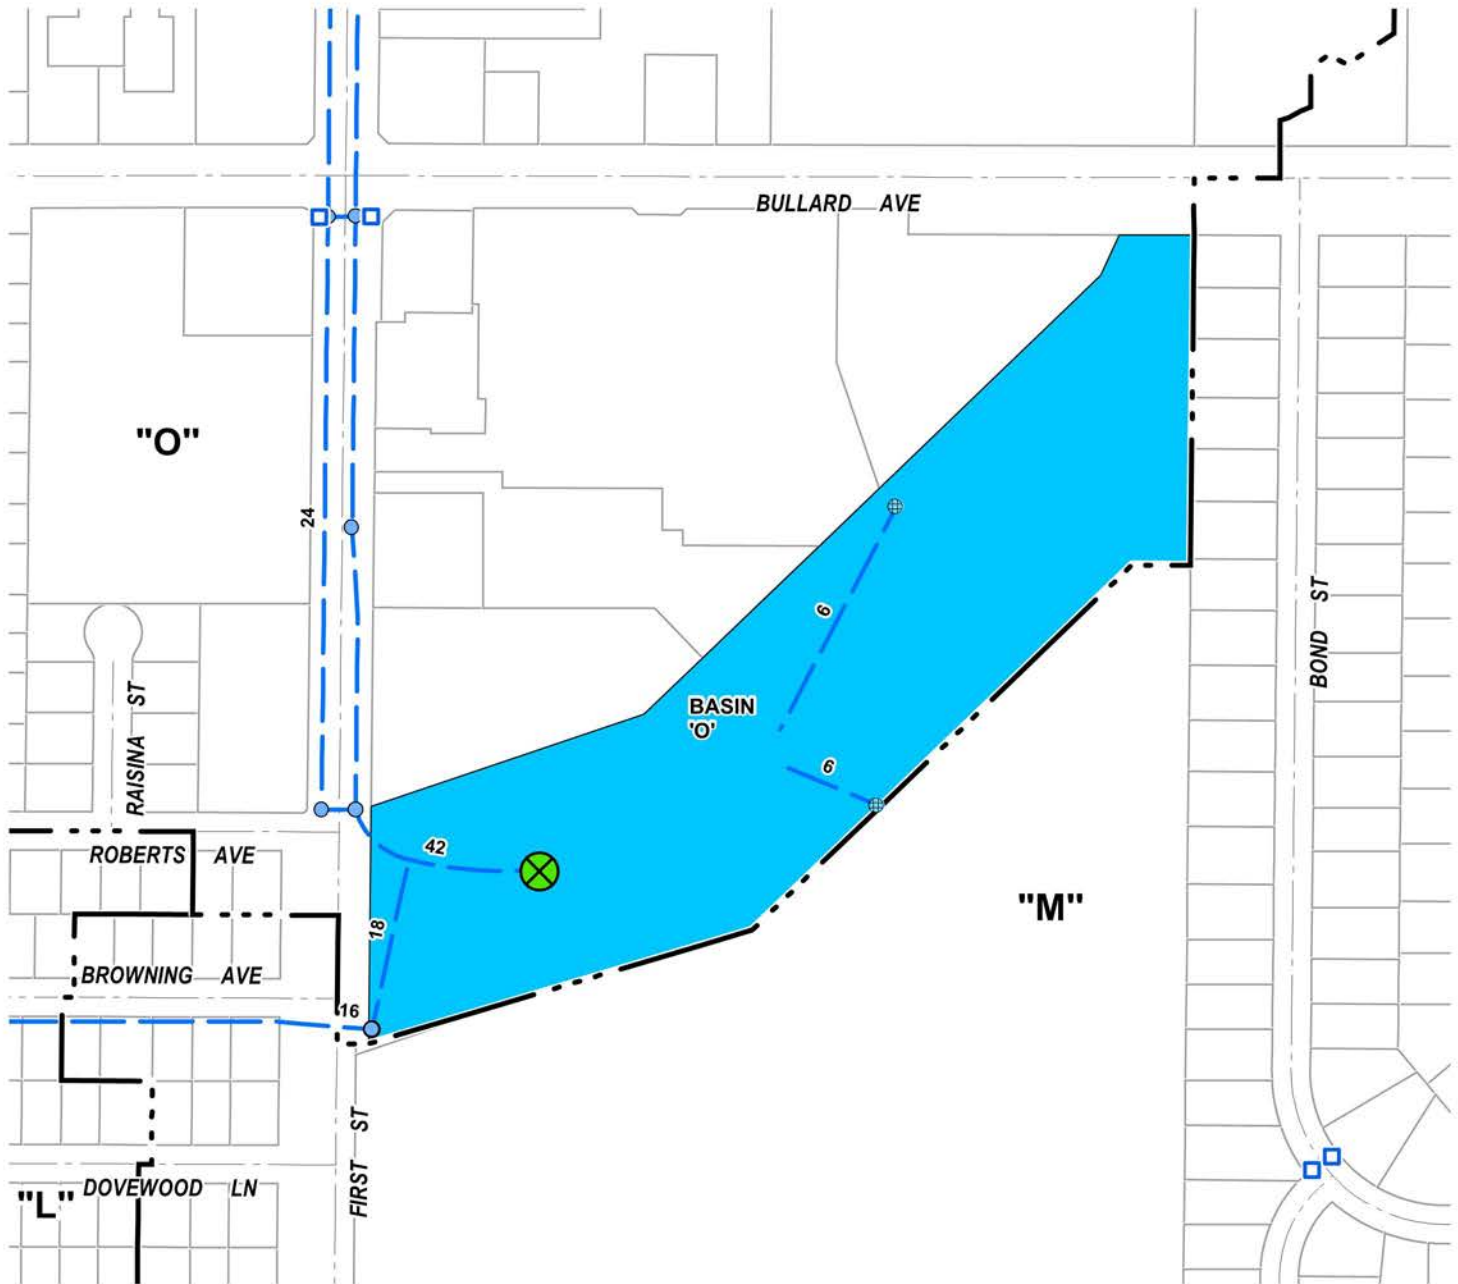 BULLARD AVE
"O"
24
6
BOND ST
RAISINA ST
BASIN
'O'
6
42
ROBERTS AVE
"M"
18
BROWNING AVE
16
FIRST ST
DOVEWOOD LN
"L"